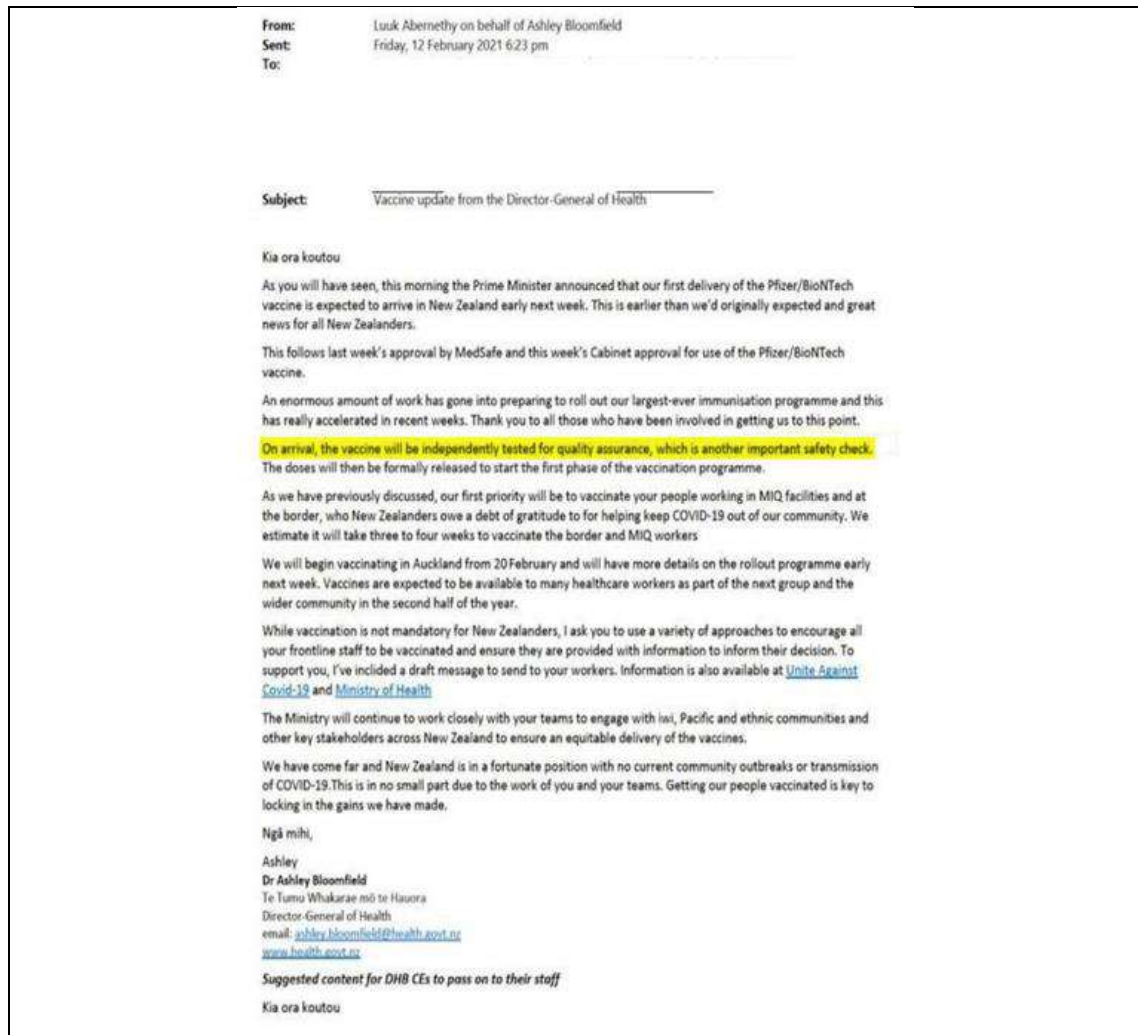 From: Luuk Abernethy on behalf of Ashley Bloomfield
Sent: Friday, 12 February 2021 6:23 pm
To:
Subject: Vaccine update from the Director-General of Health
Kia ora koutou
As you will have seen, this morning the Prime Minister announced that our first delivery of the Pfizer/BioNTech
vaccine is expected to arrive in New Zealand early next week. This is earlier than we'd originally expected and great
news for all New Zealanders.
This follows last week's approval by MedSafe and this week's Cabinet approval for use of the Pfizer/BioNTech
vaccine.
An enormous amount of work has gone into preparing to roll out our largest-ever immunisation programme and this
has really accelerated in recent weeks. Thank you to all those who have been involved in getting us to this point.
On arrival, the vaccine will be independently tested for quality assurance, which is another important safety check.
The doses will then be formally released to start the first phase of the vaccination programme.
As we have previously discussed, our first priority will be to vaccinate your people working in MIQ facilities and at
the border, who New Zealanders owe a debt of gratitude to for helping keep COVID-19 out of our community. We
estimate it will take three to four weeks to vaccinate the border and MIQ workers
We will begin vaccinating in Auckland from 20 February and will have more details on the rollout programme early
next week. Vaccines are expected to be available to many healthcare workers as part of the next group and the
wider community in the second half of the year.
While vaccination is not mandatory for New Zealanders, I ask you to use a variety of approaches to encourage all
your frontline staff to be vaccinated and ensure they are provided with information to inform their decision. To
support you, I've inclided a draft message to send to your workers. Information is also available at Unite Against
Covid-19 and Ministry of Health
The Ministry will continue to work closely with your teams to engage with iwi, Pacific and ethnic communities and
other key stakeholders across New Zealand to ensure an equitable delivery of the vaccines.
We have come far and New Zealand is in a fortunate position with no current community outbreaks or transmission
of COVID-19.This is in no small part due to the work of you and your teams. Getting our people vaccinated is key to
locking in the gains we have made.
Ngā mihi,
Ashley
Dr Ashley Bloomfield
Te Tumu Whakarae mō te Hauora
Director-General of Health
email: ashley.bloomfield@health.govt.nz
www.health.govt.nz
Suggested content for DHB CEs to pass on to their staff
Kia ora koutou